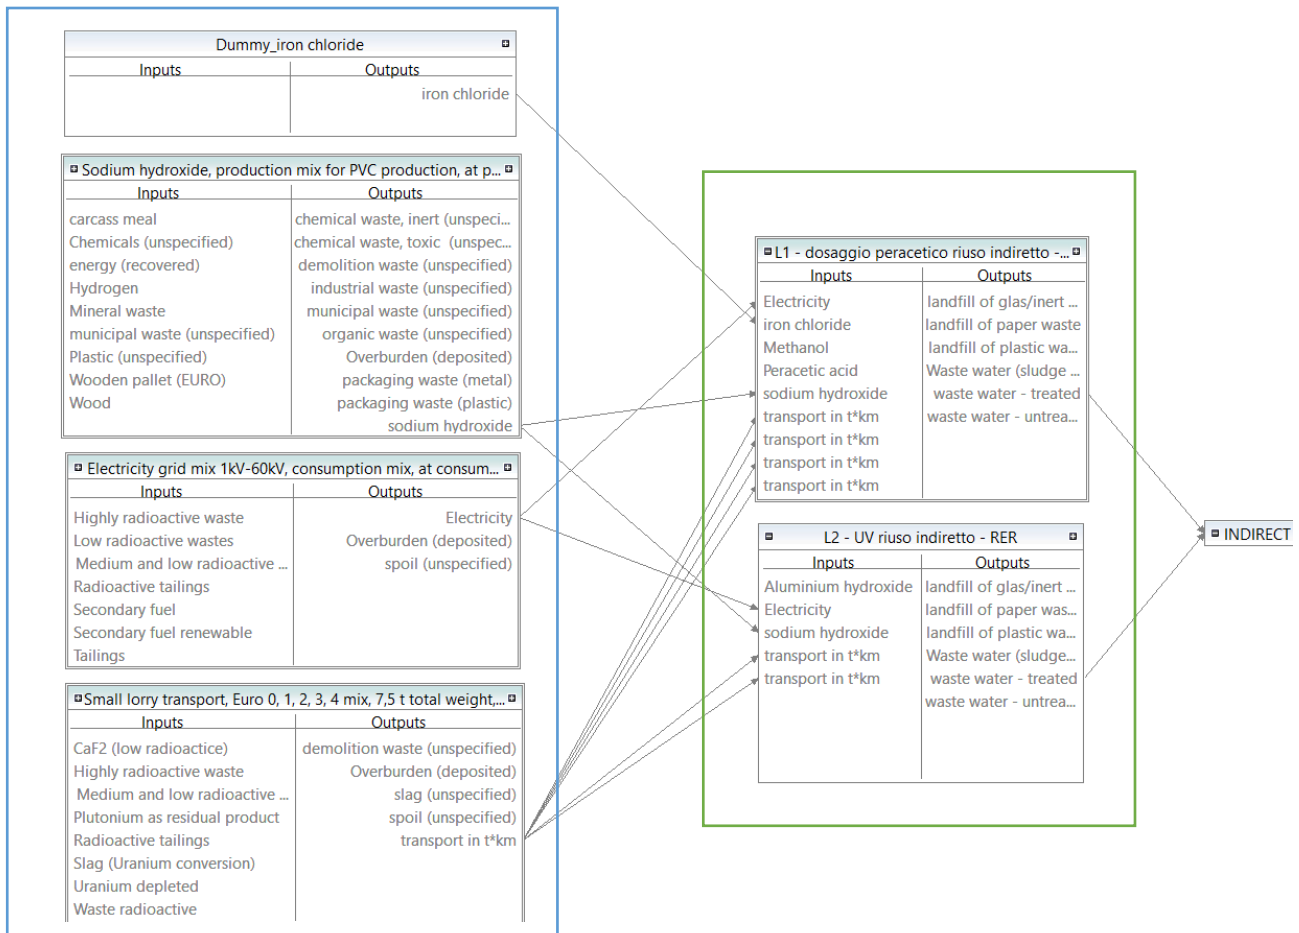 Dummy_iron chloride
Inputs Outputs
iron chloride
Sodium hydroxide, production mix for PVC production, at p...
Inputs Outputs
carcass meal chemical waste, inert (unspeci...
Chemicals (unspecified) chemical waste, toxic (unspec...
energy (recovered) demolition waste (unspecified)
Hydrogen industrial waste (unspecified)
Mineral waste municipal waste (unspecified)
municipal waste (unspecified) organic waste (unspecified)
Plastic (unspecified) Overburden (deposited)
Wooden pallet (EURO) packaging waste (metal)
Wood packaging waste (plastic)
sodium hydroxide
Electricity grid mix 1kV-60kV, consumption mix, at consum...
Inputs Outputs
Highly radioactive waste Electricity
Low radioactive wastes Overburden (deposited)
Medium and low radioactive ... spoil (unspecified)
Radioactive tailings
Secondary fuel
Secondary fuel renewable
Tailings
Small lorry transport, Euro 0, 1, 2, 3, 4 mix, 7,5 t total weight,...
Inputs Outputs
CaF2 (low radioactice) demolition waste (unspecified)
Highly radioactive waste Overburden (deposited)
Medium and low radioactive ... slag (unspecified)
Plutonium as residual product spoil (unspecified)
Radioactive tailings transport in t*km
Slag (Uranium conversion)
Uranium depleted
Waste radioactive
L1 - dosaggio peracetico riuso indiretto -...
Inputs Outputs
Electricity landfill of glas/inert ...
iron chloride landfill of paper waste
Methanol landfill of plastic wa...
Peracetic acid Waste water (sludge ...
sodium hydroxide waste water - treated
transport in t*km waste water - untrea...
transport in t*km
transport in t*km
transport in t*km
L2 - UV riuso indiretto - RER
Inputs Outputs
Aluminium hydroxide landfill of glas/inert ...
Electricity landfill of paper was...
sodium hydroxide landfill of plastic wa...
transport in t*km Waste water (sludge...
transport in t*km waste water - treated
waste water - untrea...
INDIRECT